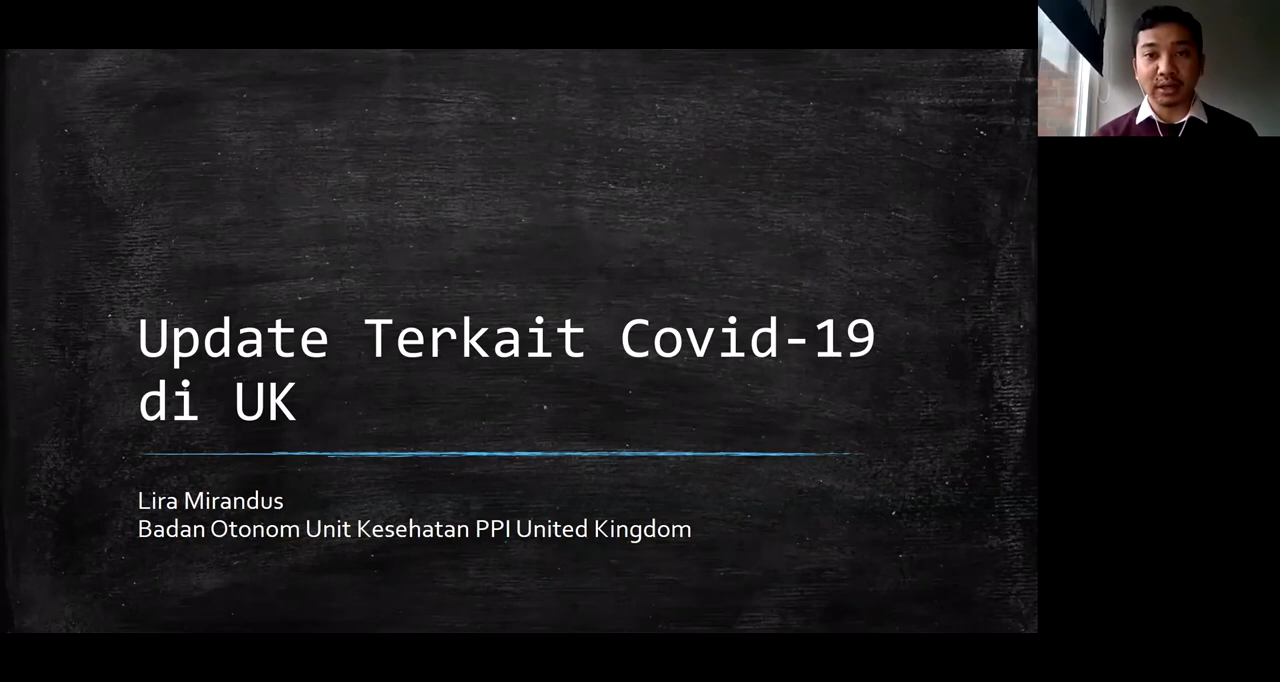 Update Terkait Covid-19
di UK
Lira Mirandus
Badan Otonom Unit Kesehatan PPI United Kingdom